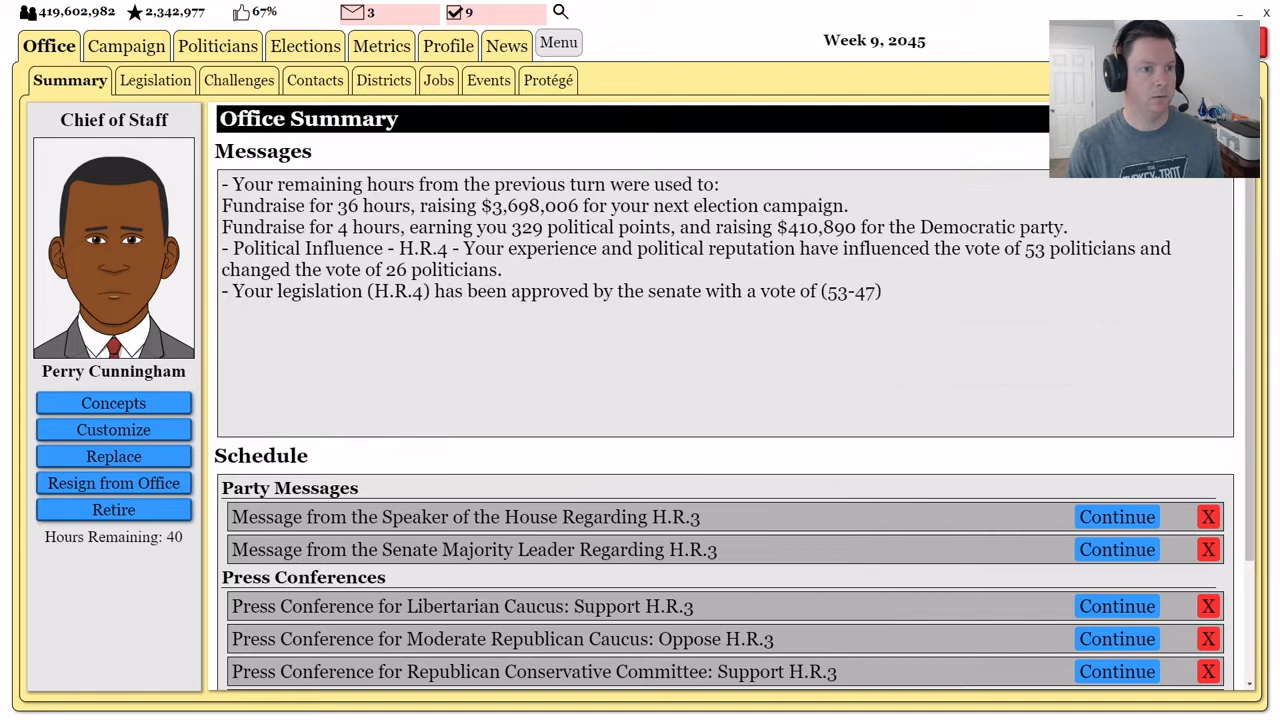 419,602,982 2,342,977 67% 3 9
Office Campaign Politicians Elections Metrics Profile News Menu
Week 9, 2045
Summary Legislation Challenges Contacts Districts Jobs Events Protégé
Chief of Staff
Perry Cunningham
Concepts
Customize
Replace
Resign from Office
Retire
Hours Remaining: 40
Office Summary
Messages
- Your remaining hours from the previous turn were used to:
Fundraise for 36 hours, raising $3,698,006 for your next election campaign.
Fundraise for 4 hours, earning you 329 political points, and raising $410,890 for the Democratic party.
- Political Influence - H.R.4 - Your experience and political reputation have influenced the vote of 53 politicians and
changed the vote of 26 politicians.
- Your legislation (H.R.4) has been approved by the senate with a vote of (53-47)
Schedule
Party Messages
Message from the Speaker of the House Regarding H.R.3 Continue X
Message from the Senate Majority Leader Regarding H.R.3 Continue X
Press Conferences
Press Conference for Libertarian Caucus: Support H.R.3 Continue X
Press Conference for Moderate Republican Caucus: Oppose H.R.3 Continue X
Press Conference for Republican Conservative Committee: Support H.R.3 Continue X